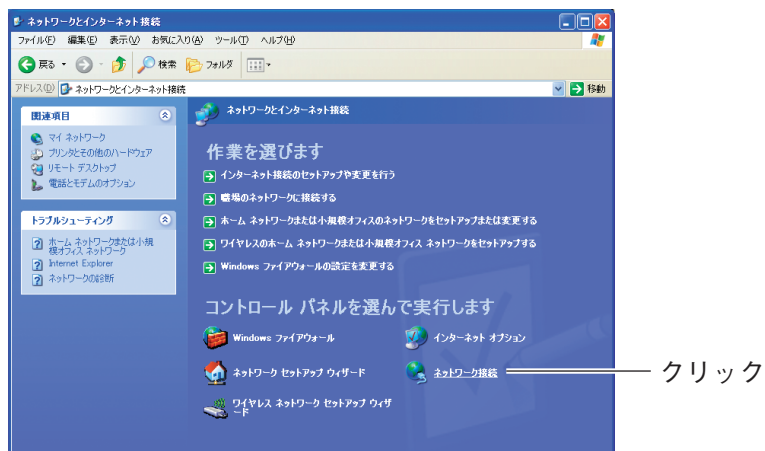 ネットワークとインターネット接続
ファイル(F) 編集(E) 表示(V) お気に入り(A) ツール(T) ヘルプ(H)
戻る 検索 フォルダ
アドレス(D) ネットワークとインターネット接続 移動
関連項目
マイ ネットワーク
プリンタとその他のハードウェア
リモート デスクトップ
電話とモデムのオプション
トラブルシューティング
ホーム ネットワークまたは小規
模オフィス ネットワーク
Internet Explorer
ネットワークの診断
ネットワークとインターネット接続
作業を選びます
インターネット接続のセットアップや変更を行う
職場のネットワークに接続する
ホーム ネットワークまたは小規模オフィスのネットワークをセットアップまたは変更する
ワイヤレスのホーム ネットワークまたは小規模オフィス ネットワークをセットアップする
Windows ファイアウォールの設定を変更する
コントロール パネルを選んで実行します
Windows ファイアウォール
インターネット オプション
ネットワーク セットアップ ウィザード
ネットワーク接続
ワイヤレス ネットワーク セットアップ ウィザ
ード
クリック